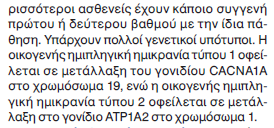 ρισσότεροι ασθενείς έχουν κάποιο συγγενή
πρώτου ή δεύτερου βαθμού με την ίδια πά-
θηση. Υπάρχουν πολλοί γενετικοί υπότυποι. Η
οικογενής ημιπληγική ημικρανία τύπου 1 οφεί-
λεται σε μετάλλαξη του γονιδίου CACNA1A
στο χρωμόσωμα 19, ενώ η οικογενής ημιπλη-
γική ημικρανία τύπου 2 οφείλεται σε μετάλ-
λαξη στο γονίδιο ATP1A2 στο χρωμόσωμα 1.